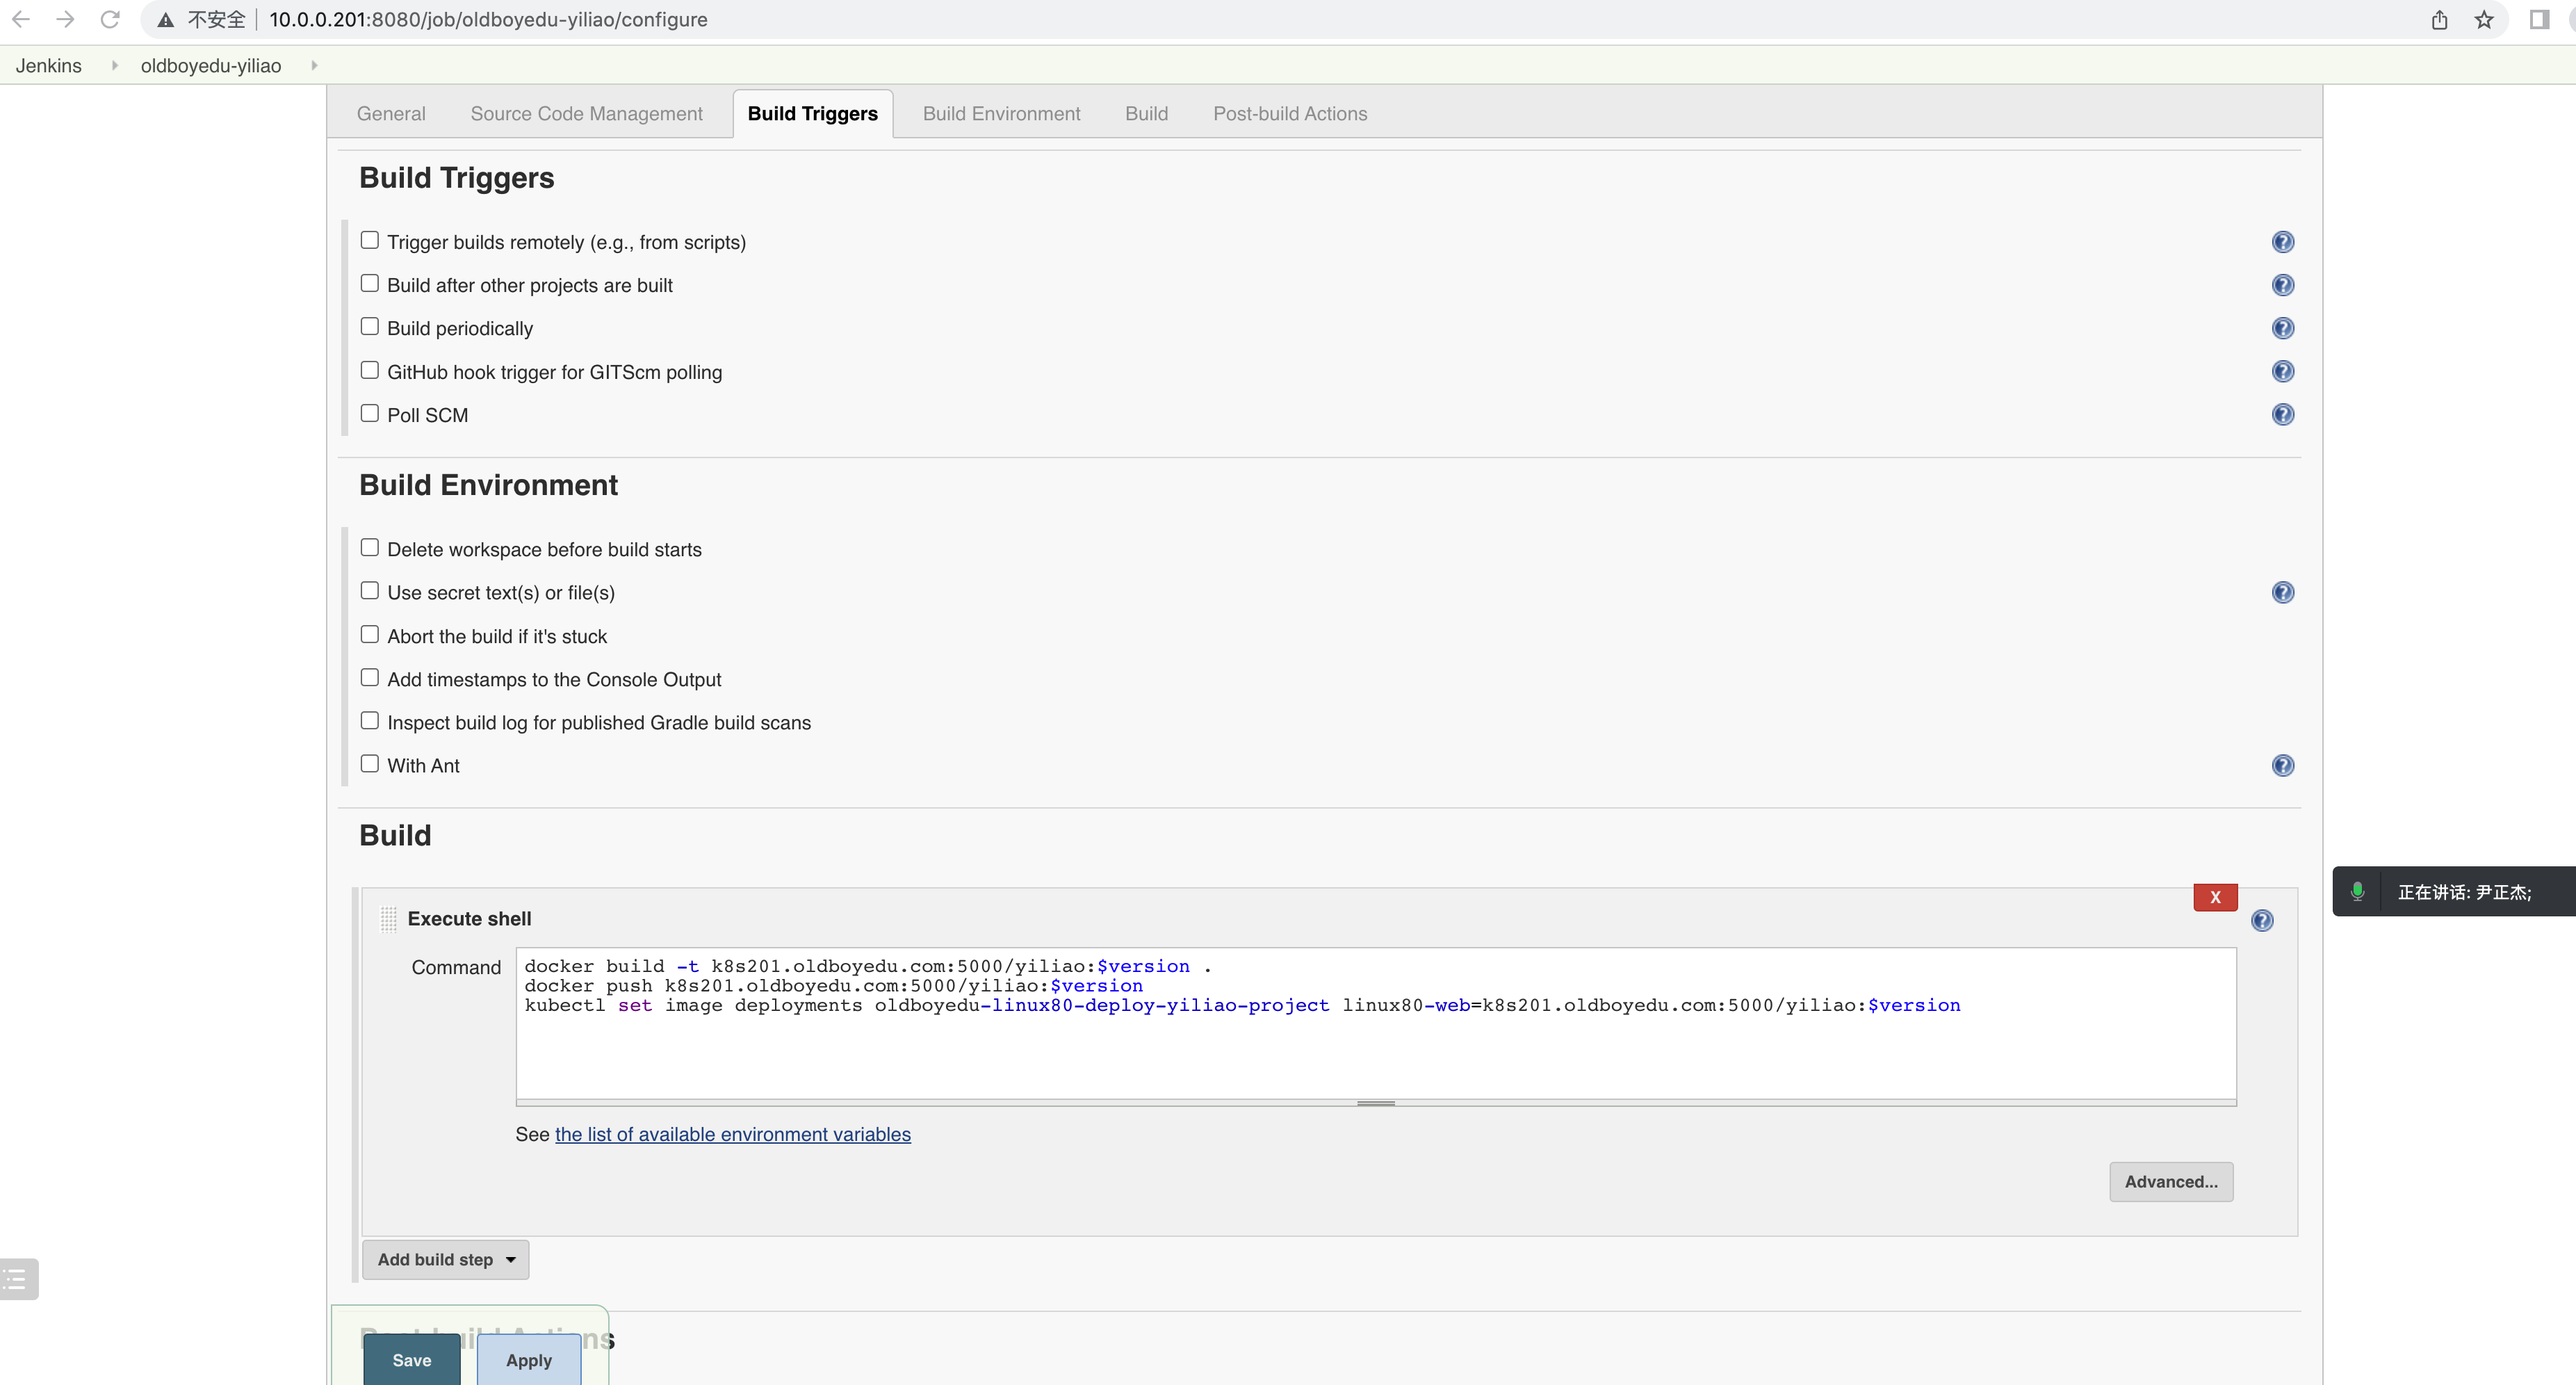 不安全 10.0.0.201:8080/job/oldboyedu-yiliao/configure
Jenkins oldboyedu-yiliao
General Source Code Management Build Triggers Build Environment Build Post-build Actions
Build Triggers
Trigger builds remotely (e.g., from scripts)
Build after other projects are built
Build periodically
GitHub hook trigger for GITScm polling
Poll SCM
Build Environment
Delete workspace before build starts
Use secret text(s) or file(s)
Abort the build if it's stuck
Add timestamps to the Console Output
Inspect build log for published Gradle build scans
With Ant
Build
X
正在讲话: 尹正杰;
Execute shell
Command
docker build -t k8s201.oldboyedu.com:5000/yiliao:$version .
docker push k8s201.oldboyedu.com:5000/yiliao:$version
kubectl set image deployments oldboyedu-linux80-deploy-yiliao-project linux80-web=k8s201.oldboyedu.com:5000/yiliao:$version
See the list of available environment variables
Advanced...
Add build step
Post-build Actions
Save Apply